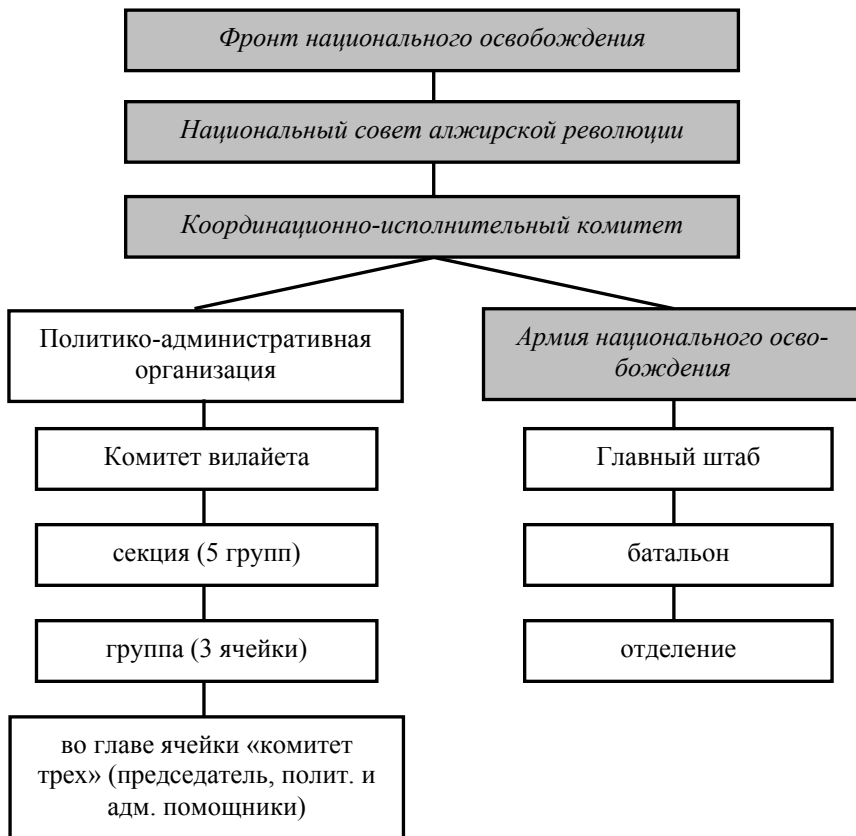 Фронт национального освобождения
Национальный совет алжирской революции
Координационно-исполнительный комитет
Политико-административная
организация
Армия национального осво-
бождения
Комитет вилайета
Главный штаб
секция (5 групп)
батальон
группа (3 ячейки)
отделение
во главе ячейки «комитет
трех» (председатель, полит. и
адм. помощники)